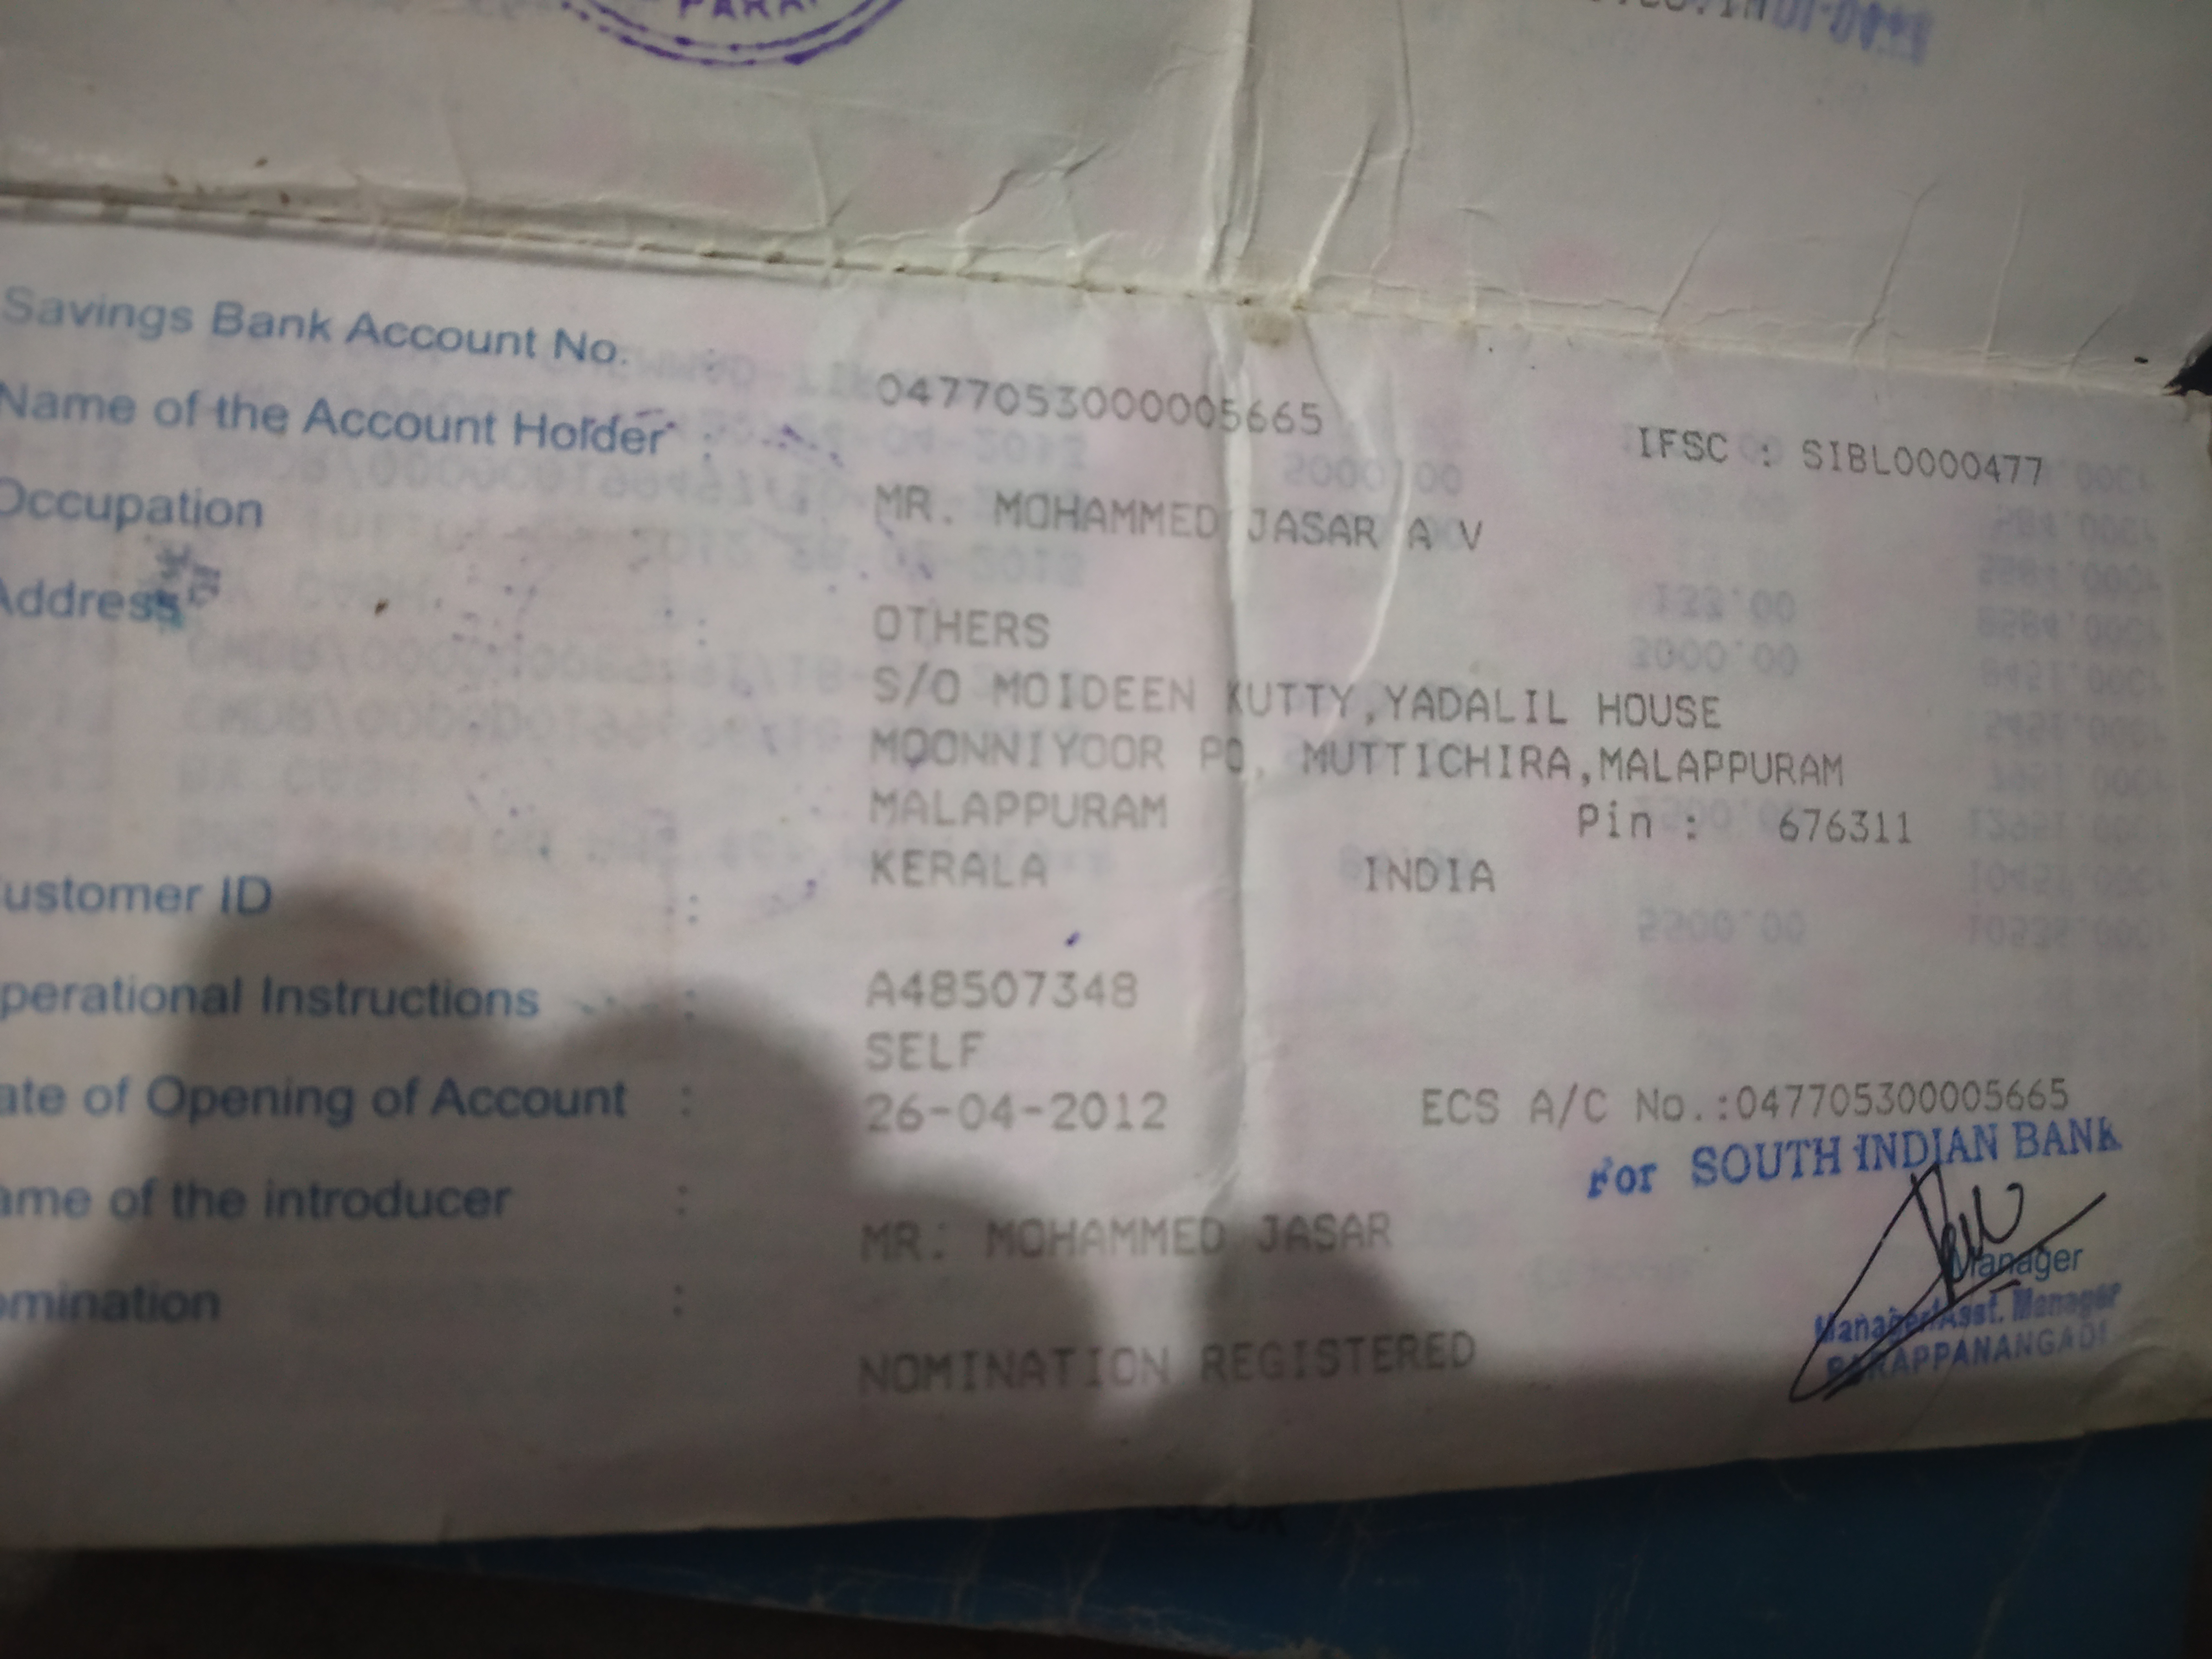 PARA
Savings Bank Account No. : 0477053000005665
IFSC : SIBL0000477
Name of the Account Holder : MR. MOHAMMED JASAR A V
Occupation : OTHERS
Address : S/O MOIDEEN KUTTY,YADALIL HOUSE
MOONNIYOOR PO, MUTTICHIRA,MALAPPURAM
MALAPPURAM Pin : 676311
KERALA INDIA
ustomer ID : A48507348
perational Instructions : SELF
ate of Opening of Account : 26-04-2012
ECS A/C No.:047705300005665
For SOUTH INDIAN BANK
ame of the introducer : MR. MOHAMMED JASAR
Manager
Manager/Asst. Manager
PARAPPANANGADI
omination : NOMINATION REGISTERED